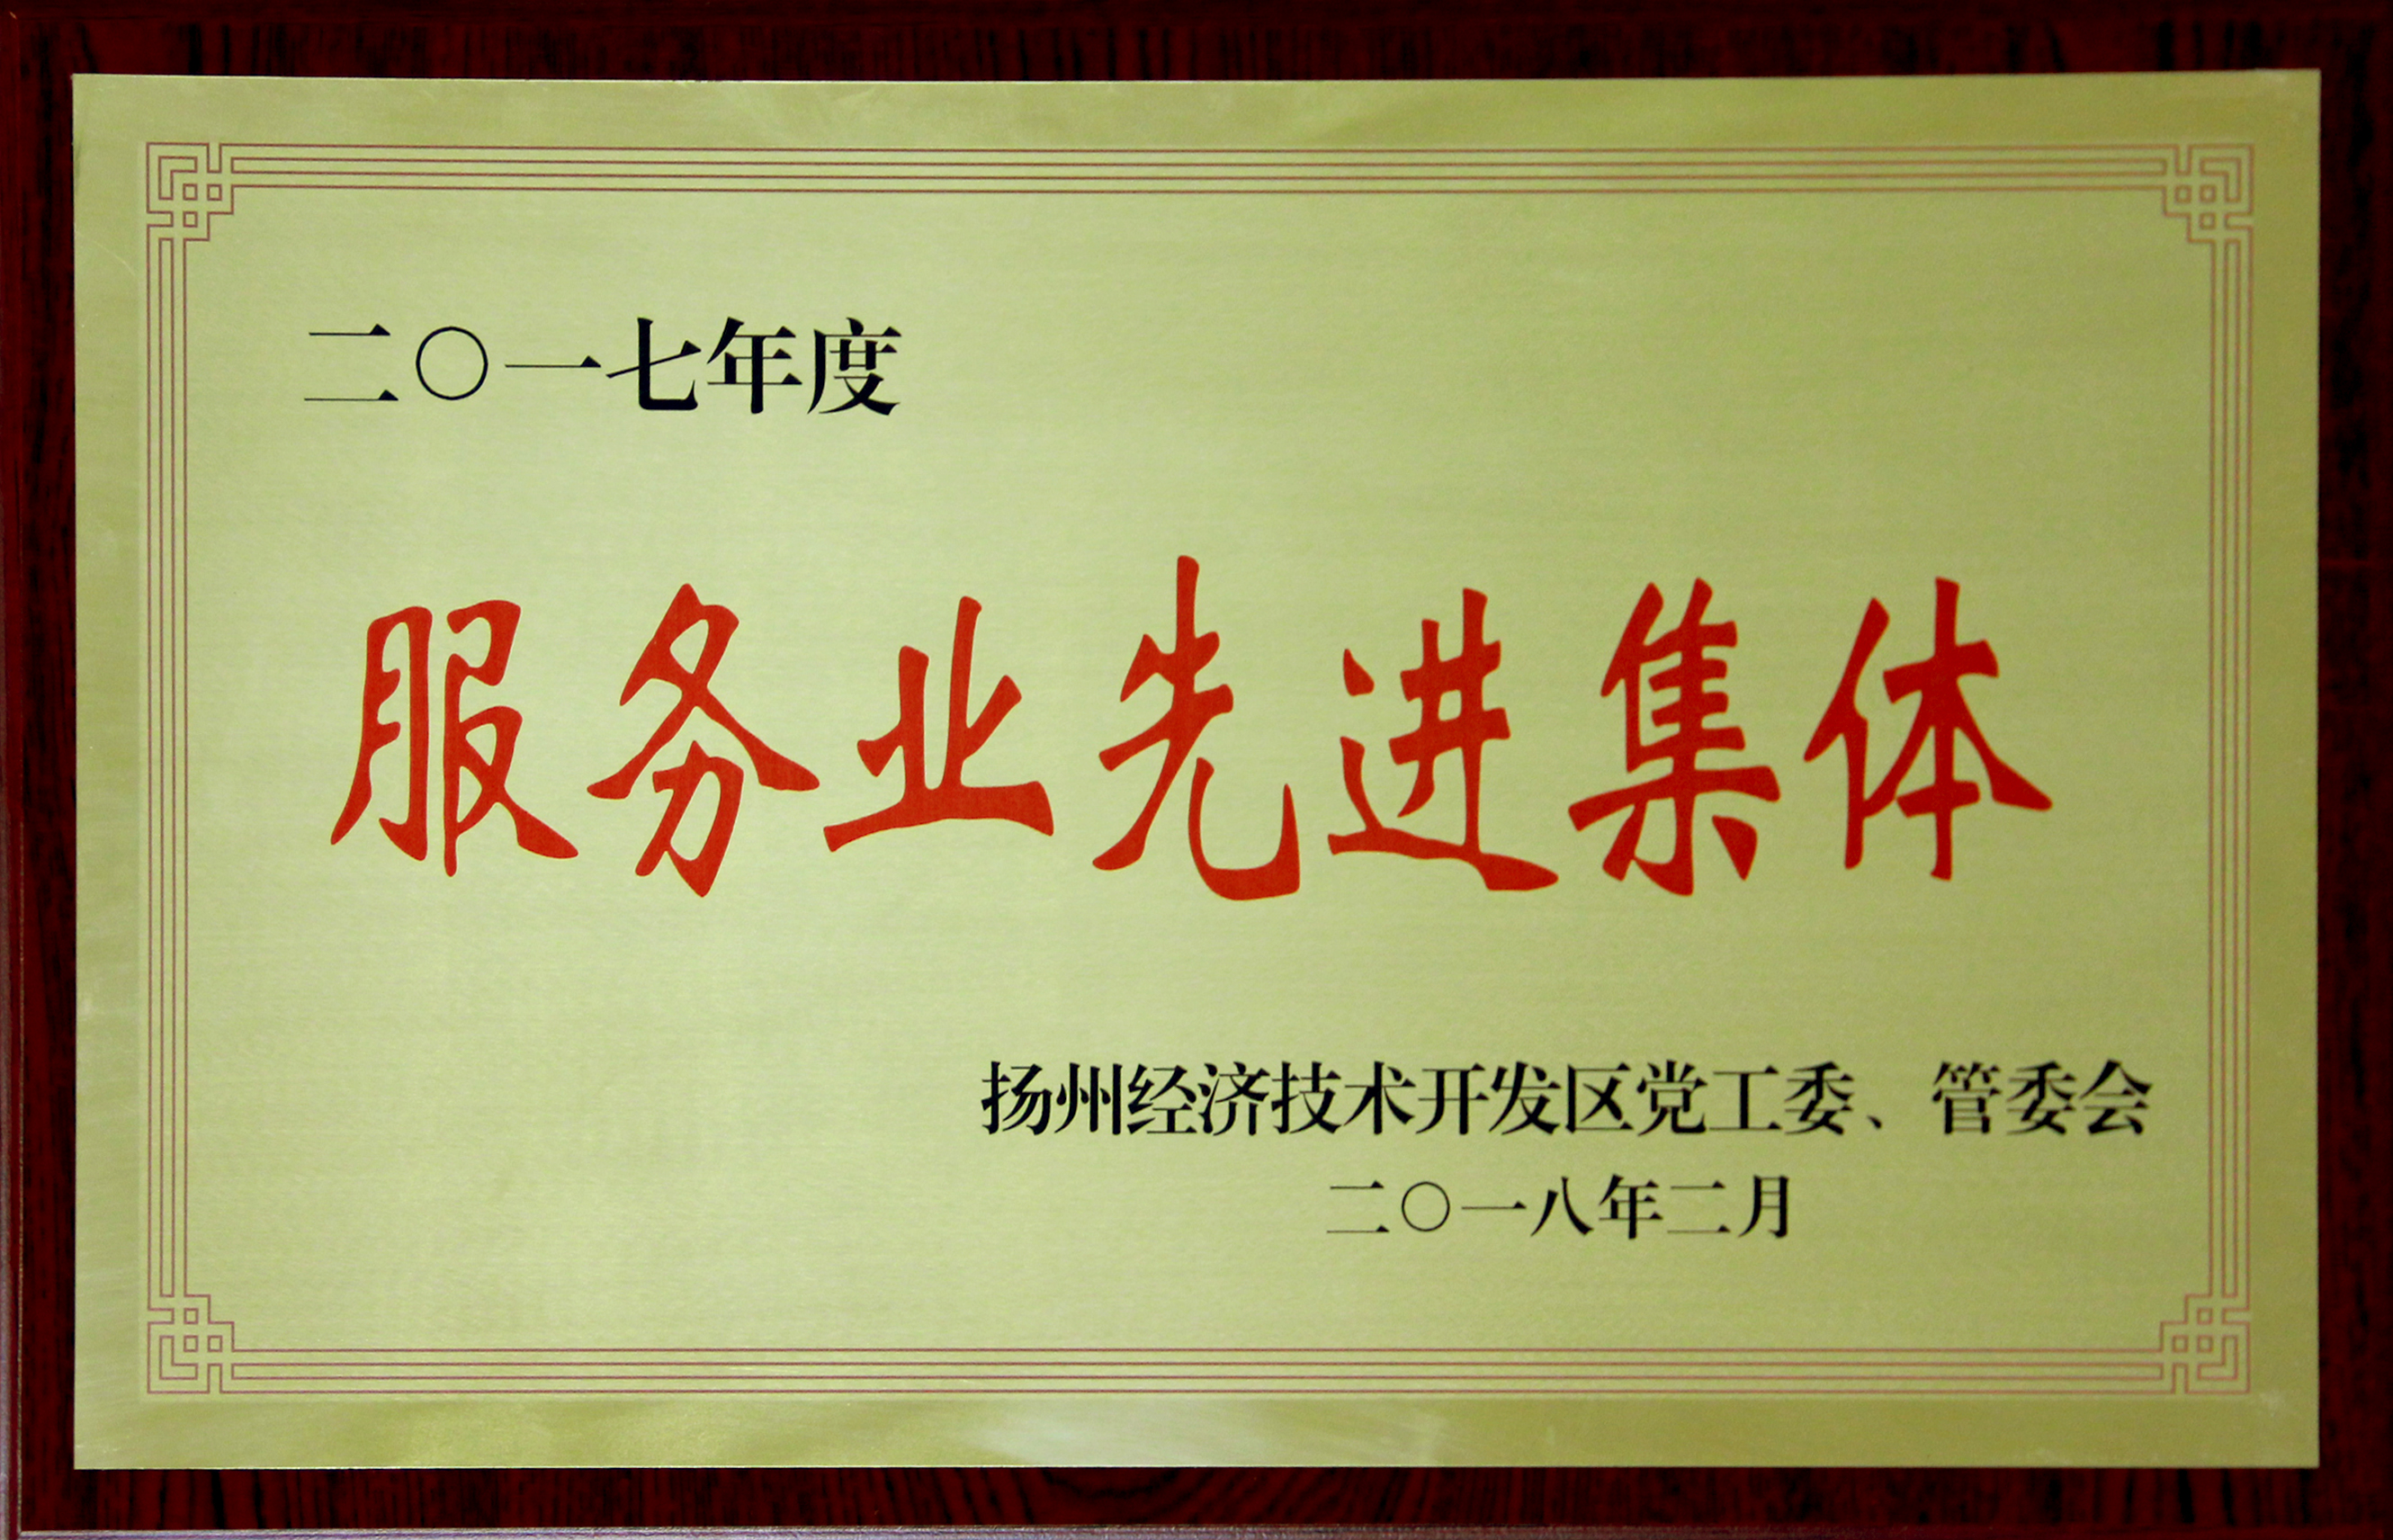 二〇一七年度
服务业先进集体
扬州经济技术开发区党工委、管委会
二〇一八年二月